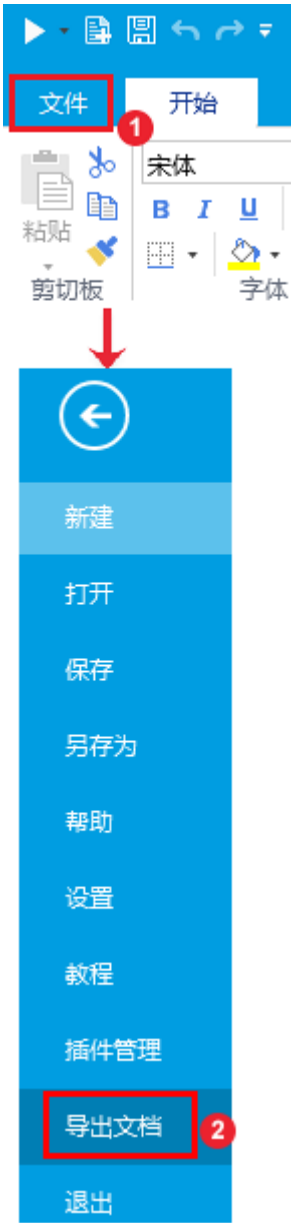 文件
开始
1
宋体
粘贴
B I U
剪切板
字体
新建
打开
保存
另存为
帮助
设置
教程
插件管理
导出文档
2
退出